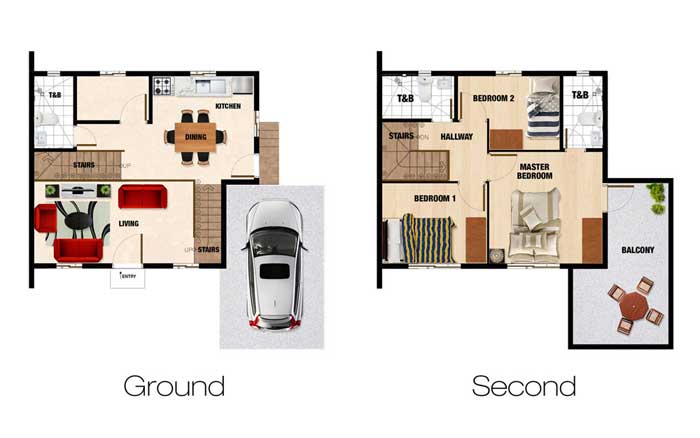 T&B
KITCHEN
DINING
STAIRS
UP
LIVING
UP
STAIRS
ENTRY
Ground
T&B
BEDROOM 2
T&B
STAIRS
HALLWAY
MASTER
BEDROOM
BEDROOM 1
BALCONY
Second